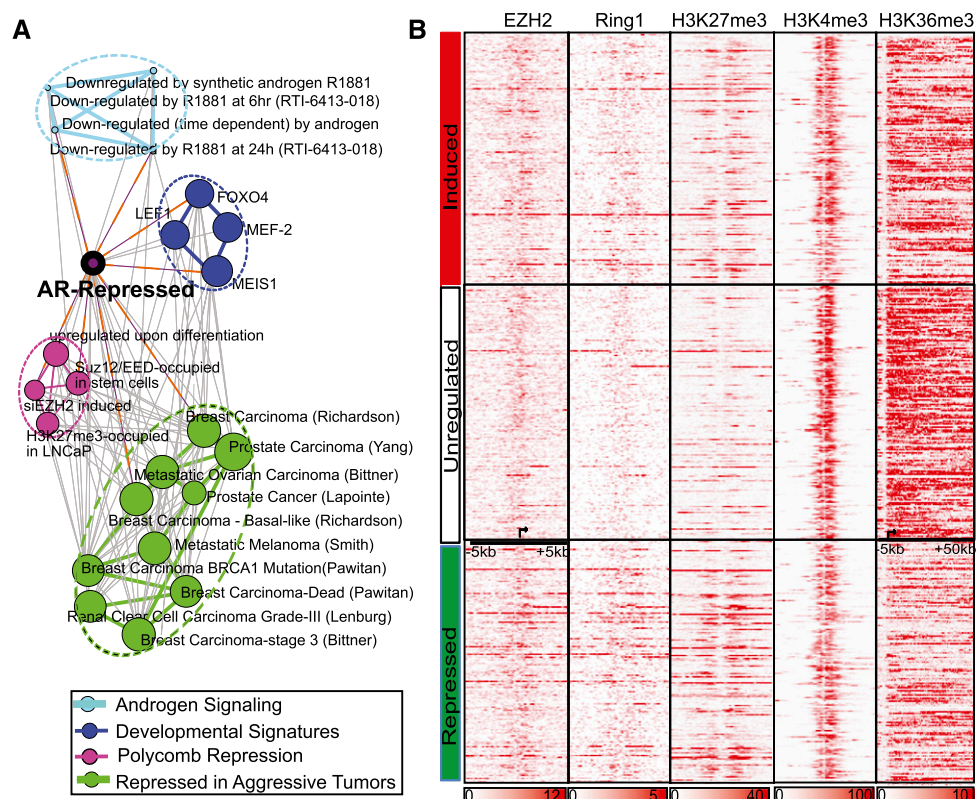 A
Downregulated by synthetic androgen R1881
Down-regulated by R1881 at 6hr (RTI-6413-018)
Down-regulated (time dependent) by androgen
Down-regulated by R1881 at 24h (RTI-6413-018)
FOXO4
LEF1
MEF-2
MEIS1
AR-Repressed
upregulated upon differentiation
Suz12/EED-occupied
in stem cells
siEZH2 induced
H3K27me3-occupied
in LNCaP
Breast Carcinoma (Richardson)
Prostate Carcinoma (Yang)
Metastatic Ovarian Carcinoma (Bittner)
Prostate Cancer (Lapointe)
Breast Carcinoma - Basal-like (Richardson)
Metastatic Melanoma (Smith)
Breast Carcinoma BRCA1 Mutation(Pawitan)
Breast Carcinoma-Dead (Pawitan)
Renal Clear Cell Carcinoma Grade-III (Lenburg)
Breast Carcinoma-stage 3 (Bittner)
Androgen Signaling
Developmental Signatures
Polycomb Repression
Repressed in Aggressive Tumors
B
EZH2 Ring1 H3K27me3 H3K4me3 H3K36me3
Induced
Unregulated
-5kb +5kb -5kb +50kb
Repressed
0 12 0 5 0 40 0 100 0 10